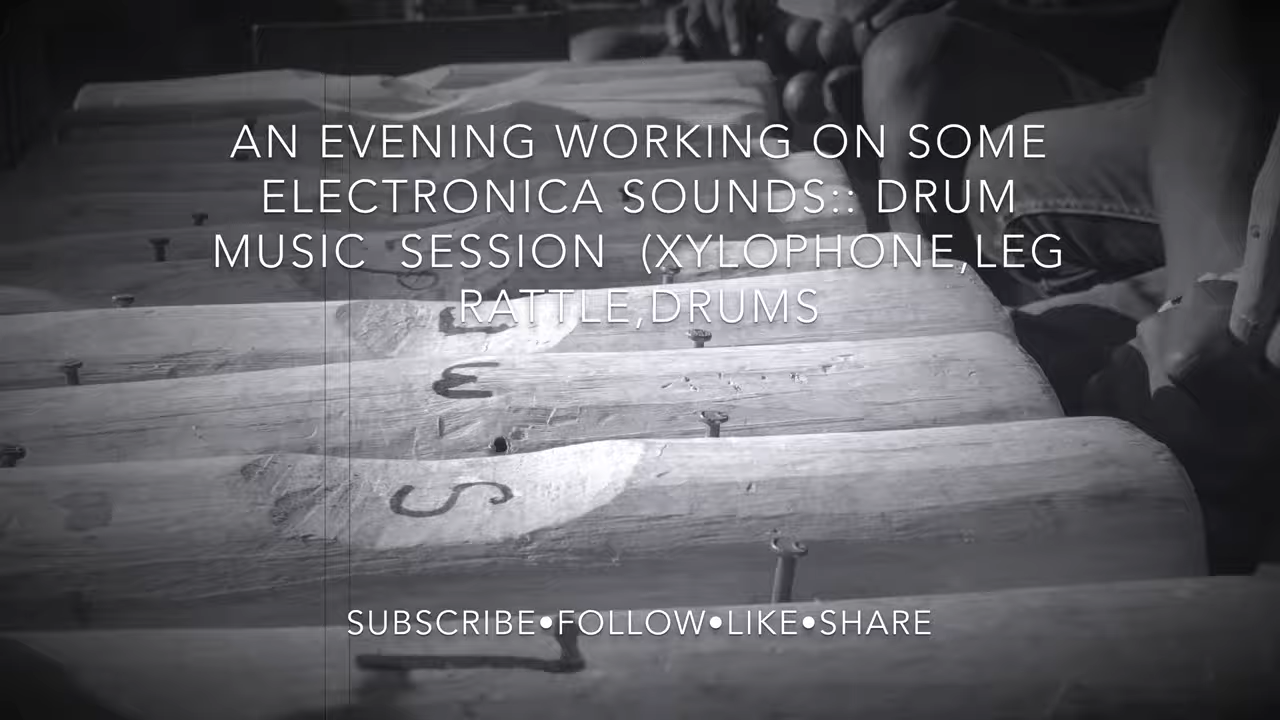 AN EVENING WORKING ON SOME
ELECTRONICA SOUNDS:: DRUM
MUSIC SESSION (XYLOPHONE,LEG
RATTLE,DRUMS
SUBSCRIBE•FOLLOW•LIKE•SHARE